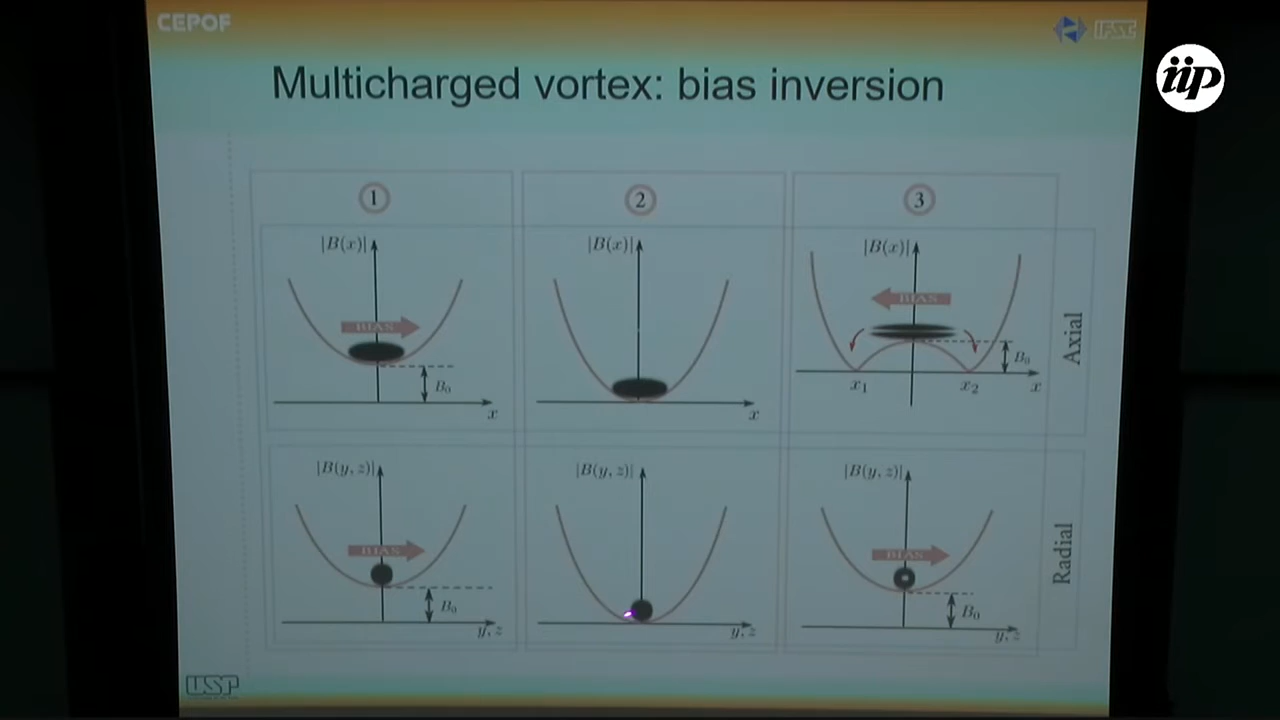 CEPOF
IFSC
iip
Multicharged vortex: bias inversion
1
2
3
|B(x)|
|B(x)|
|B(x)|
BIAS
BIAS
B₀
B₀
x₁
x₂
x
x
x
Axial
|B(y, z)|
|B(y, z)|
|B(y, z)|
BIAS
BIAS
B₀
B₀
y, z
y, z
y, z
Radial
USP